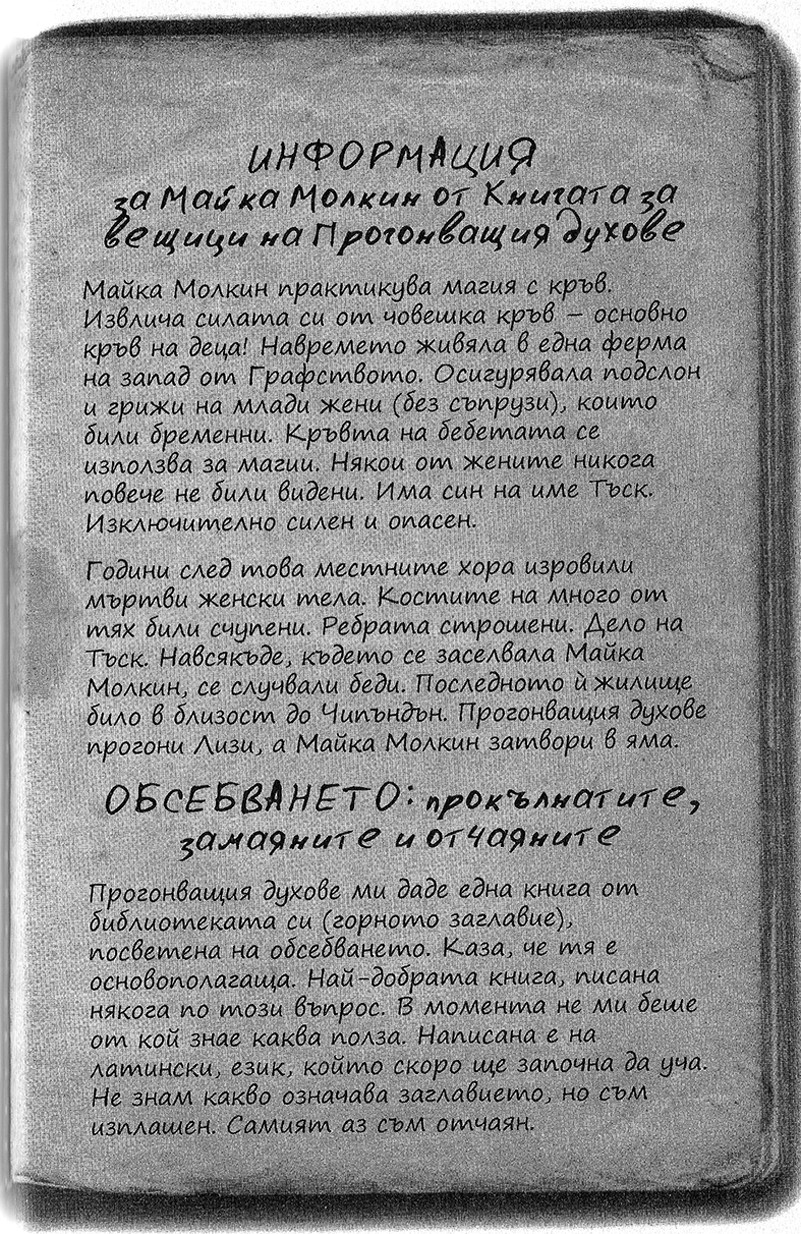 ИНФОРМАЦИЯ
за Майка Молкин от Книгата за
вещици на Прогонващия духове
Майка Молкин практикува магия с кръв.
Извлича силата си от човешка кръв – основно
кръв на деца! Навремето живяла в една ферма
на запад от Графството. Осигурявала подслон
и грижи на млади жени (без съпрузи), които
били бременни. Кръвта на бебетата се
използва за магии. Някои от жените никога
повече не били видени. Има син на име Тъск.
Изключително силен и опасен.
Години след това местните хора изровили
мъртви женски тела. Костите на много от
тях били счупени. Ребрата строшени. Дело на
Тъск. Навсякъде, където се заселвала Майка
Молкин, се случвали беди. Последното ѝ жилище
било в близост до Чипъндън. Прогонващия духове
прогони Лизи, а Майка Молкин затвори в яма.
ОБСЕБВАНЕТО: прокълнатите,
замаяните и отчаяните
Прогонващия духове ми даде една книга от
библиотеката си (горното заглавие),
посветена на обсебването. Каза, че тя е
основополагаща. Най-добрата книга, писана
някога по този въпрос. В момента не ми беше
от кой знае каква полза. Написана е на
латински, език, който скоро ще започна да уча.
Не знам какво означава заглавието, но съм
изплашен. Самият аз съм отчаян.